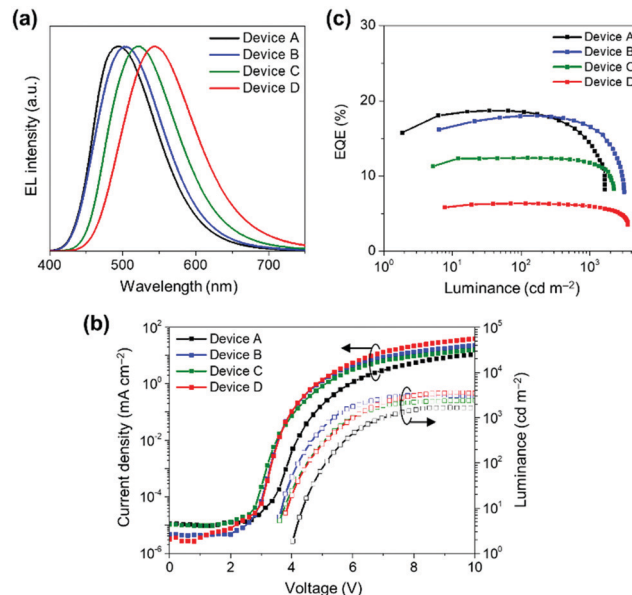 (a)
Device A
Device B
Device C
Device D
EL intensity (a.u.)
400 500 600 700
Wavelength (nm)
(c)
30
20
10
0
EQE (%)
Device A
Device B
Device C
Device D
10⁰ 10¹ 10² 10³
Luminance (cd m⁻²)
(b)
10²
10⁰
10⁻²
10⁻⁴
10⁻⁶
Current density (mA cm⁻²)
Device A
Device B
Device C
Device D
10⁵
10⁴
10³
10²
10¹
10⁰
Luminance (cd m⁻²)
0 2 4 6 8 10
Voltage (V)